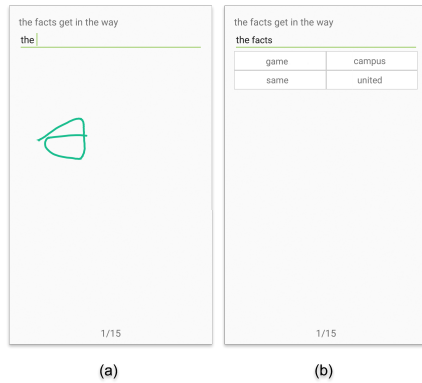 the facts get in the way
the
1/15
(a)
the facts get in the way
the facts
game campus
same united
1/15
(b)